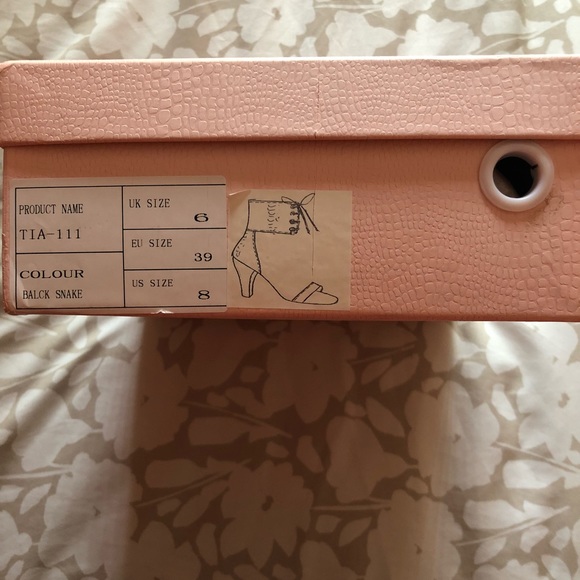 PRODUCT NAME
TIA-111
COLOUR
BALCK SNAKE
UK SIZE
6
EU SIZE
39
US SIZE
8